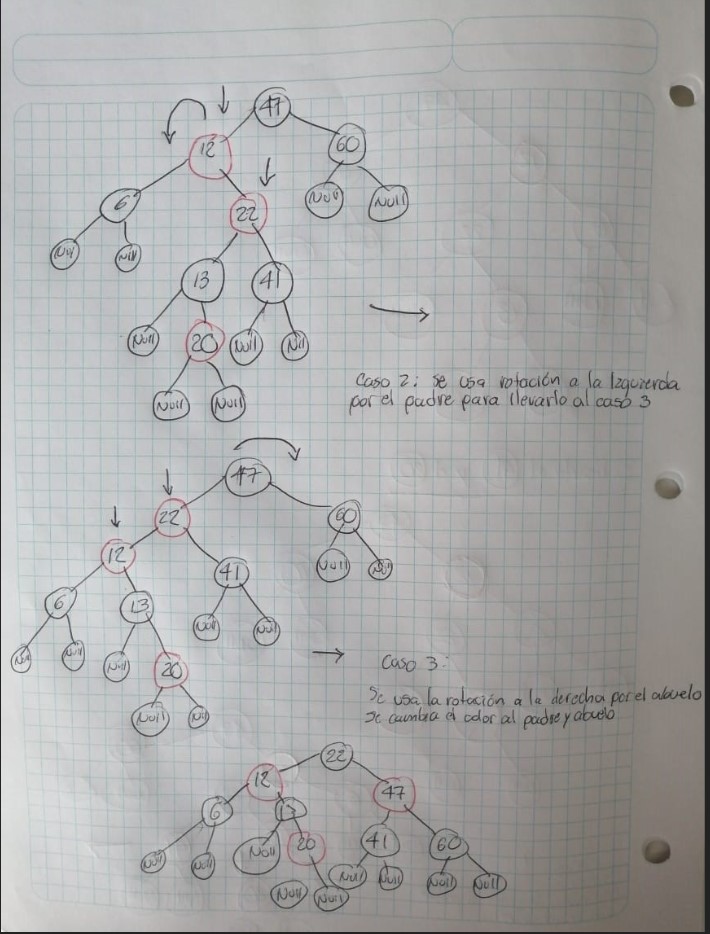 47
12
60
6
22
Null
Null
Null
Null
13
41
Null
20
Null
Null
Null
Null
Caso 2: se usa rotación a la Izquierda
por el padre para llevarlo al caso 3
47
22
60
12
41
Null
Null
6
13
Null
Null
Null
Null
Null
20
Null
Null
Caso 3:
Se usa la rotación a la derecha por el abuelo
Se cambia el color al padre y abuelo
22
12
47
6
13
41
60
Null
Null
Null
20
Null
Null
Null
Null
Null
Null